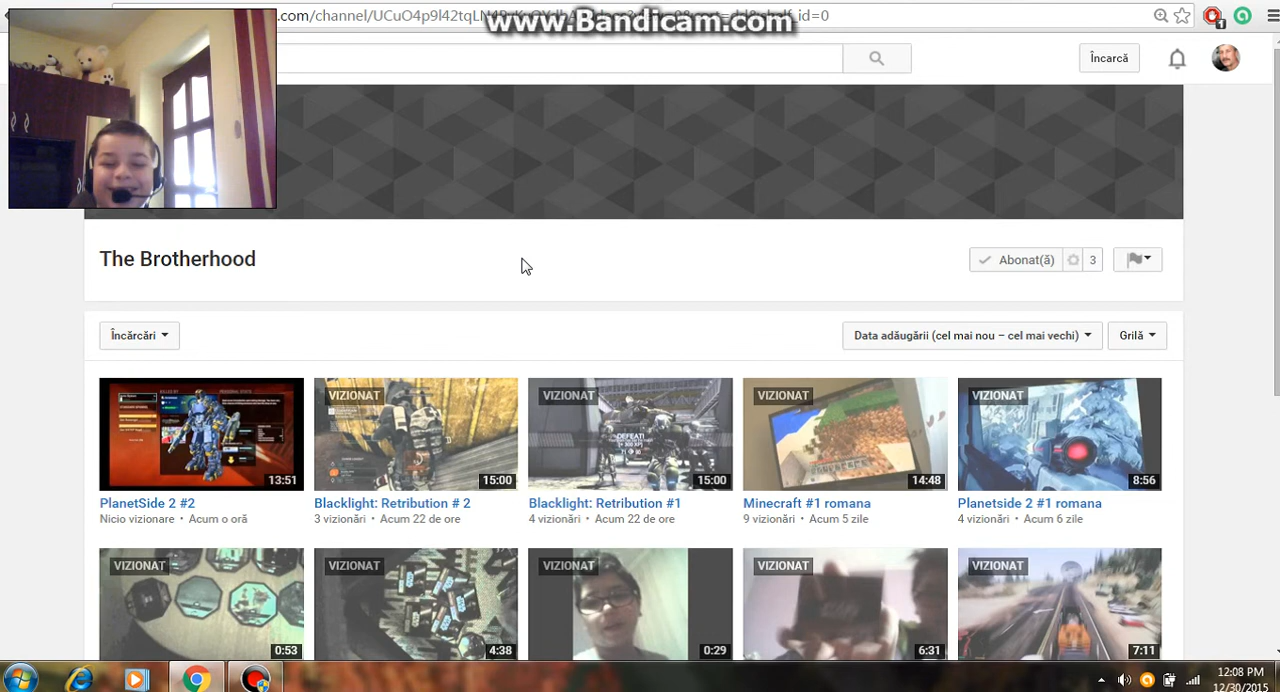 .com/channel/UCuO4p9l42tqLN
www.Bandicam.com
_id=0
1
Încarcă
The Brotherhood
Abonat(ă) 3
Încărcări
Data adăugării (cel mai nou – cel mai vechi)
Grilă
VIZIONAT VIZIONAT VIZIONAT VIZIONAT
DEFEAT!
13:51 15:00 15:00 14:48 8:56
PlanetSide 2 #2
Nicio vizionare • Acum o oră
Blacklight: Retribution # 2
3 vizionări • Acum 22 de ore
Blacklight: Retribution #1
4 vizionări • Acum 22 de ore
Minecraft #1 romana
9 vizionări • Acum 5 zile
Planetside 2 #1 romana
4 vizionări • Acum 6 zile
VIZIONAT VIZIONAT VIZIONAT VIZIONAT VIZIONAT
0:53 4:38 0:29 6:31 7:11
12:08 PM
12/30/2015